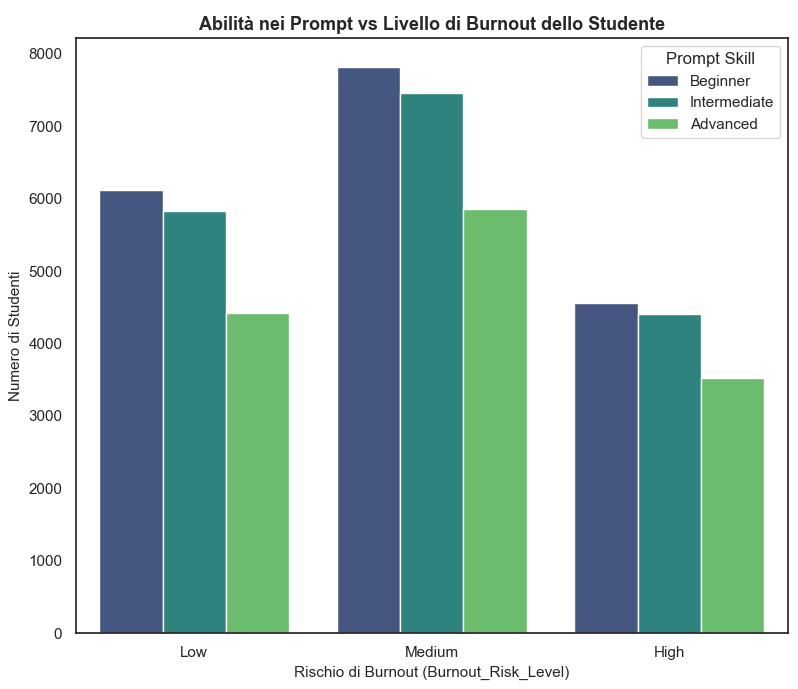 Abilità nei Prompt vs Livello di Burnout dello Studente
Prompt Skill
Beginner
Intermediate
Advanced
Numero di Studenti
8000
7000
6000
5000
4000
3000
2000
1000
0
Low
Medium
High
Rischio di Burnout (Burnout_Risk_Level)